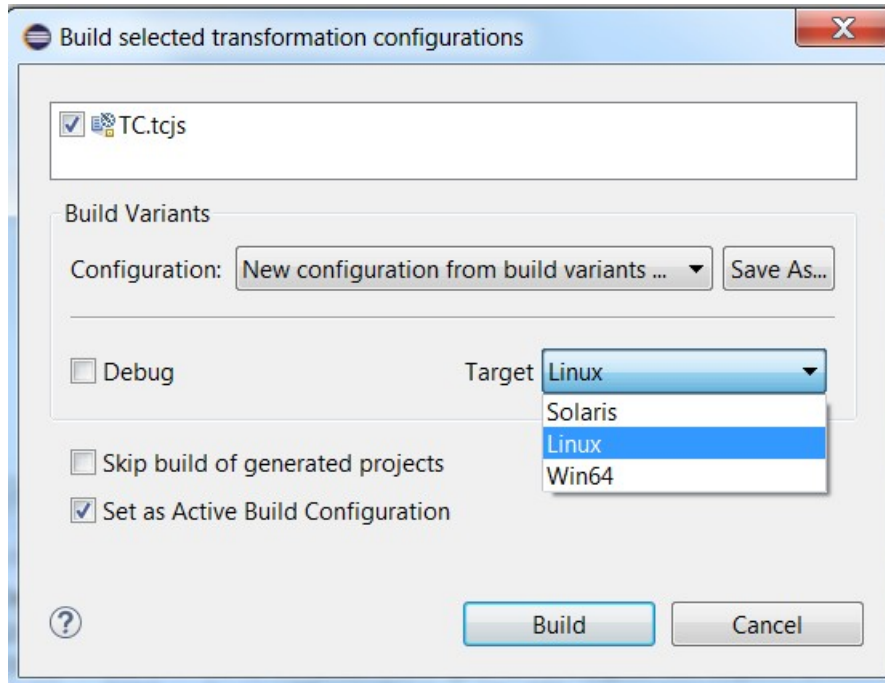 Build selected transformation configurations
TC.tcjs
Build Variants
Configuration: New configuration from build variants ... Save As...
Debug Target Linux
Solaris
Linux
Win64
Skip build of generated projects
Set as Active Build Configuration
? Build Cancel